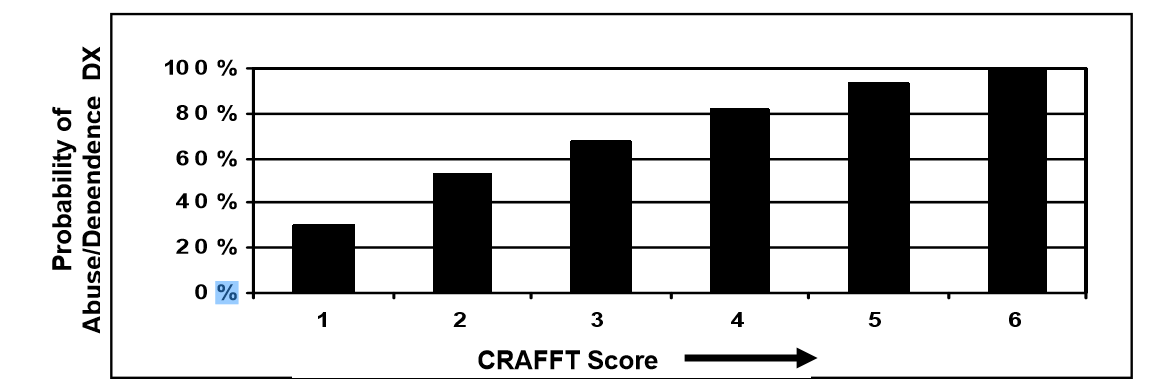 Probability of
Abuse/Dependence DX
100%
80%
60%
40%
20%
0%
1 2 3 4 5 6
CRAFFT Score